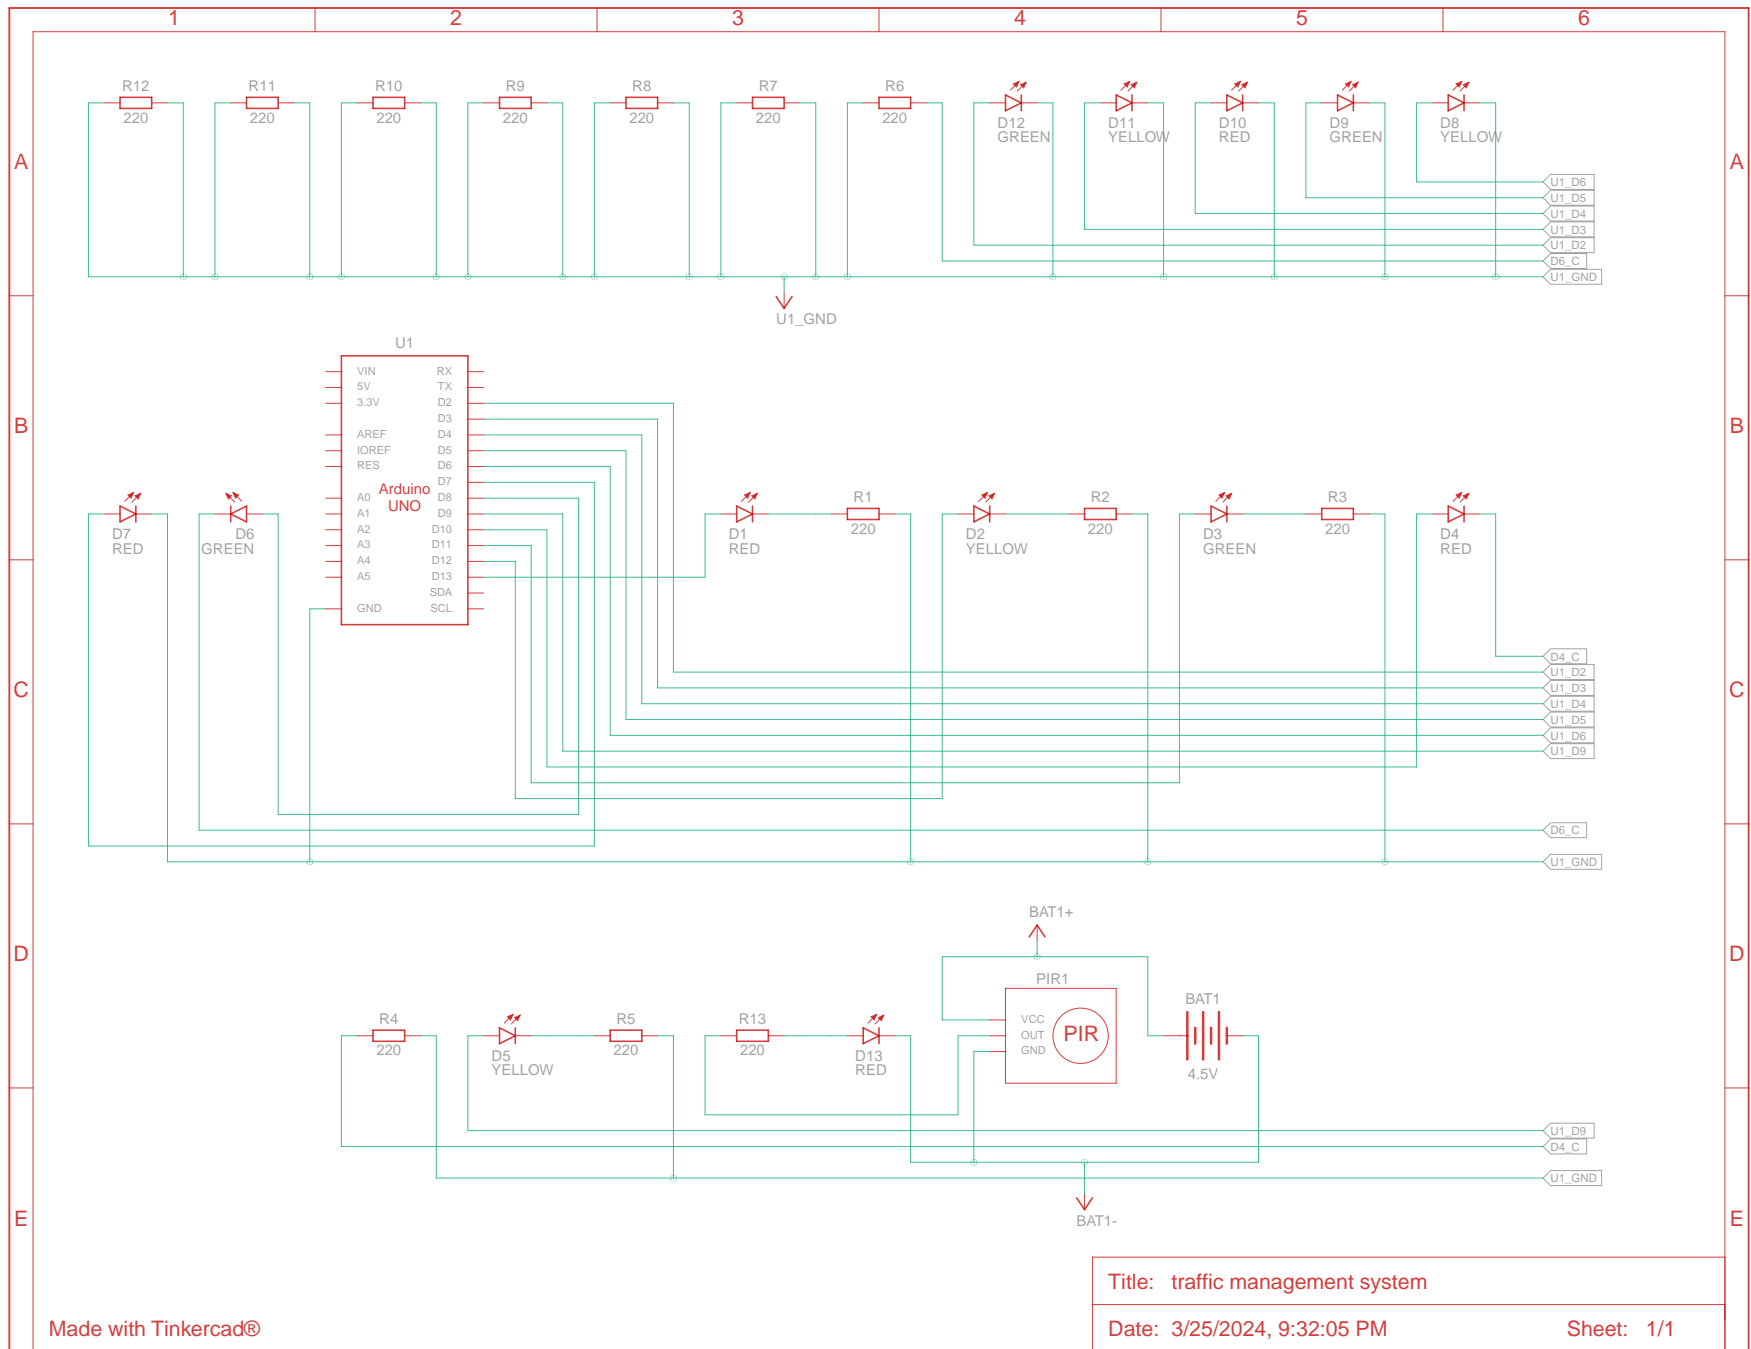 1 2 3 4 5 6
R12 R11 R10 R9 R8 R7 R6
220 220 220 220 220 220 220
D12 D11 D10 D9 D8
GREEN YELLOW RED GREEN YELLOW
A A
U1_D6
U1_D5
U1_D4
U1_D3
U1_D2
D6_C
U1_GND
U1_GND
U1
VIN RX
5V TX
3.3V D2
D3
AREF D4
IOREF D5
RES D6
D7
A0 D8
A1 D9
A2 D10
A3 D11
A4 D12
A5 D13
SDA
GND SCL
Arduino
UNO
B B
R1 R2 R3
220 220 220
D7 D6 D1 D2 D3 D4
RED GREEN RED YELLOW GREEN RED
C C
D4_C
U1_D2
U1_D3
U1_D4
U1_D5
U1_D6
U1_D9
D6_C
U1_GND
BAT1+
D D
PIR1
VCC
OUT
GND
PIR
BAT1
4.5V
R4 R5 R13
220 220 220
D5 D13
YELLOW RED
U1_D9
D4_C
U1_GND
BAT1-
E E
Title: traffic management system
Date: 3/25/2024, 9:32:05 PM Sheet: 1/1
Made with Tinkercad®